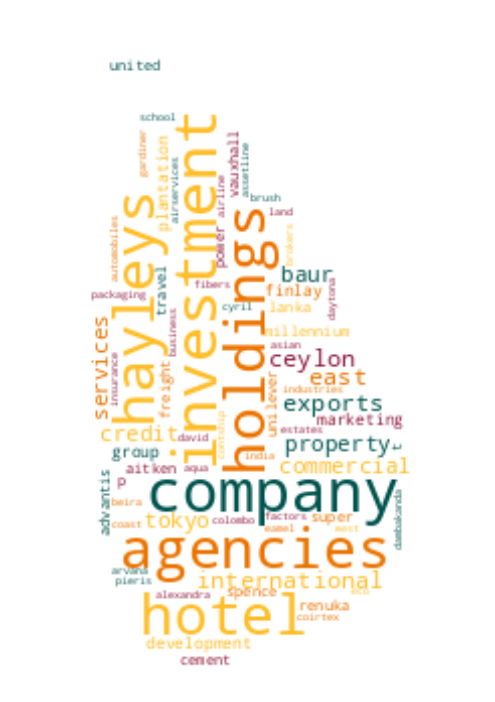 united
school
gardiner
plantation
airservices
investment
airline
vauxhall
assetline
brush
land
hayleys
holdings
power
brokers
automobiles
travel
fibers
baur
finlay
daytona
packaging
cyril
lanka
business
millennium
services
insurance
freight
asian
ceylon
unilever
east
industries
exports
contship
marketing
estates
credit
david
group
property
t
india
aitken
aqua
commercial
p
advantis
company
dambakanda
beira
coast
tokyo
colombo
factors
super
eamel
west
agencies
arvana
pieris
international
alexandra
spence
eco
hotel
renuka
coirtex
development
cement